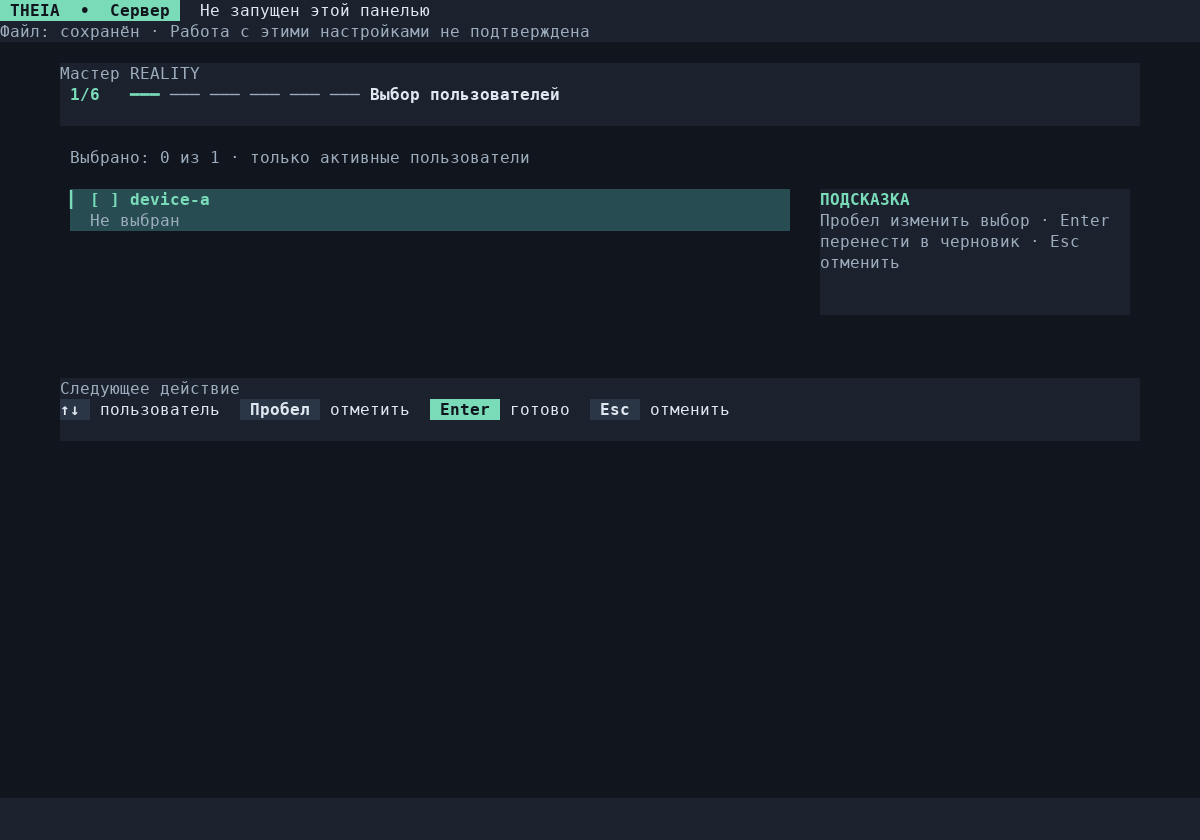 THEIA • Сервер Не запущен этой панелью
Файл: сохранён · Работа с этими настройками не подтверждена
Мастер REALITY
1/6 Выбор пользователей
Выбрано: 0 из 1 · только активные пользователи
[ ] device-a
Не выбран
ПОДСКАЗКА
Пробел изменить выбор · Enter
перенести в черновик · Esc
отменить
Следующее действие
↑↓ пользователь Пробел отметить Enter готово Esc отменить